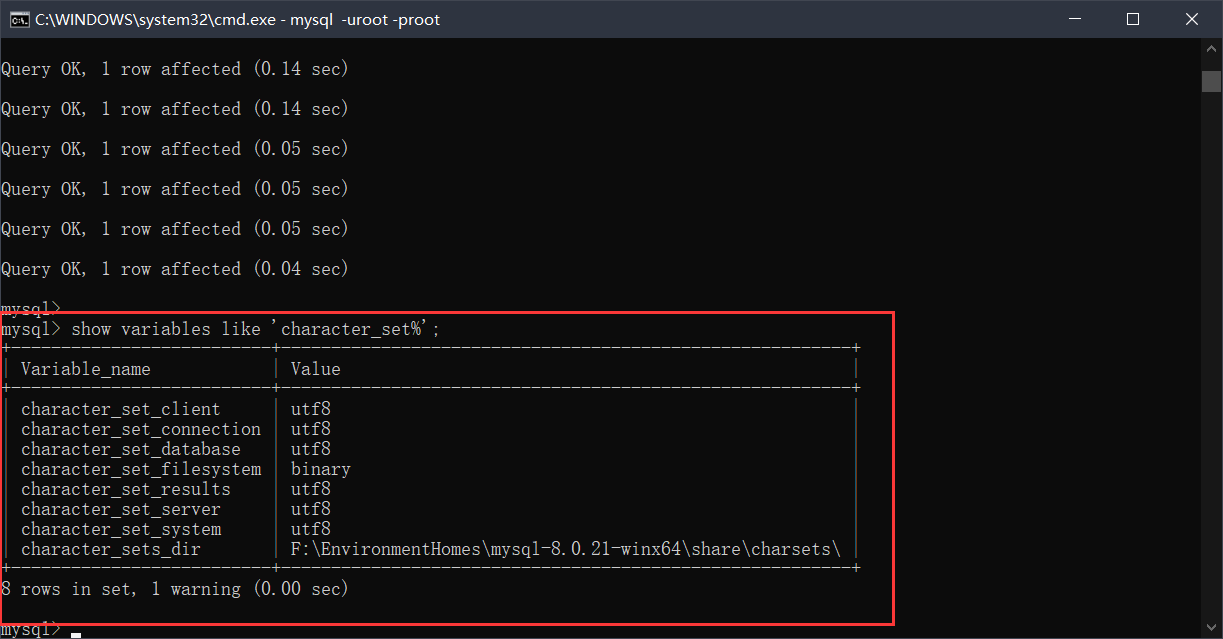 C:\WINDOWS\system32\cmd.exe - mysql  -uroot -proot
Query OK, 1 row affected (0.14 sec)
Query OK, 1 row affected (0.14 sec)
Query OK, 1 row affected (0.05 sec)
Query OK, 1 row affected (0.05 sec)
Query OK, 1 row affected (0.05 sec)
Query OK, 1 row affected (0.04 sec)
mysql>
mysql> show variables like 'character_set%';
+--------------------------+---------------------------------------------------------+
| Variable_name            | Value                                                   |
+--------------------------+---------------------------------------------------------+
| character_set_client     | utf8                                                    |
| character_set_connection | utf8                                                    |
| character_set_database   | utf8                                                    |
| character_set_filesystem | binary                                                  |
| character_set_results    | utf8                                                    |
| character_set_server     | utf8                                                    |
| character_set_system     | utf8                                                    |
| character_sets_dir       | F:\EnvironmentHomes\mysql-8.0.21-winx64\share\charsets\ |
+--------------------------+---------------------------------------------------------+
8 rows in set, 1 warning (0.00 sec)
mysql>